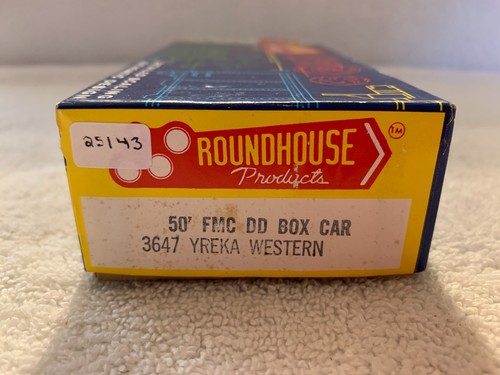 25143
ROUNDHOUSE
TM
Products
50' FMC DD BOX CAR
3647 YREKA WESTERN